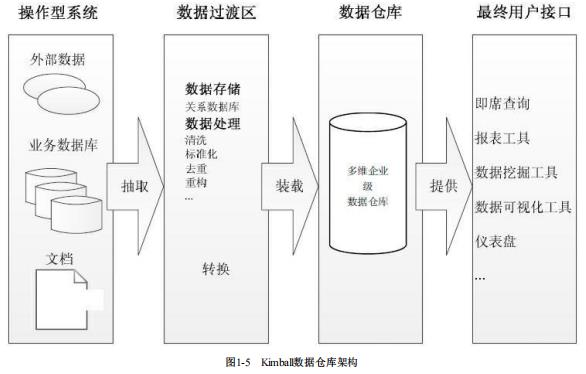 操作型系统
数据过渡区
数据仓库
最终用户接口
外部数据
业务数据库
文档
抽取
数据存储
关系数据库
数据处理
清洗
标准化
去重
重构
...
转换
装载
多维企业
级
数据仓库
提供
即席查询
报表工具
数据挖掘工具
数据可视化工具
仪表盘
...
图1-5 Kimball数据仓库架构